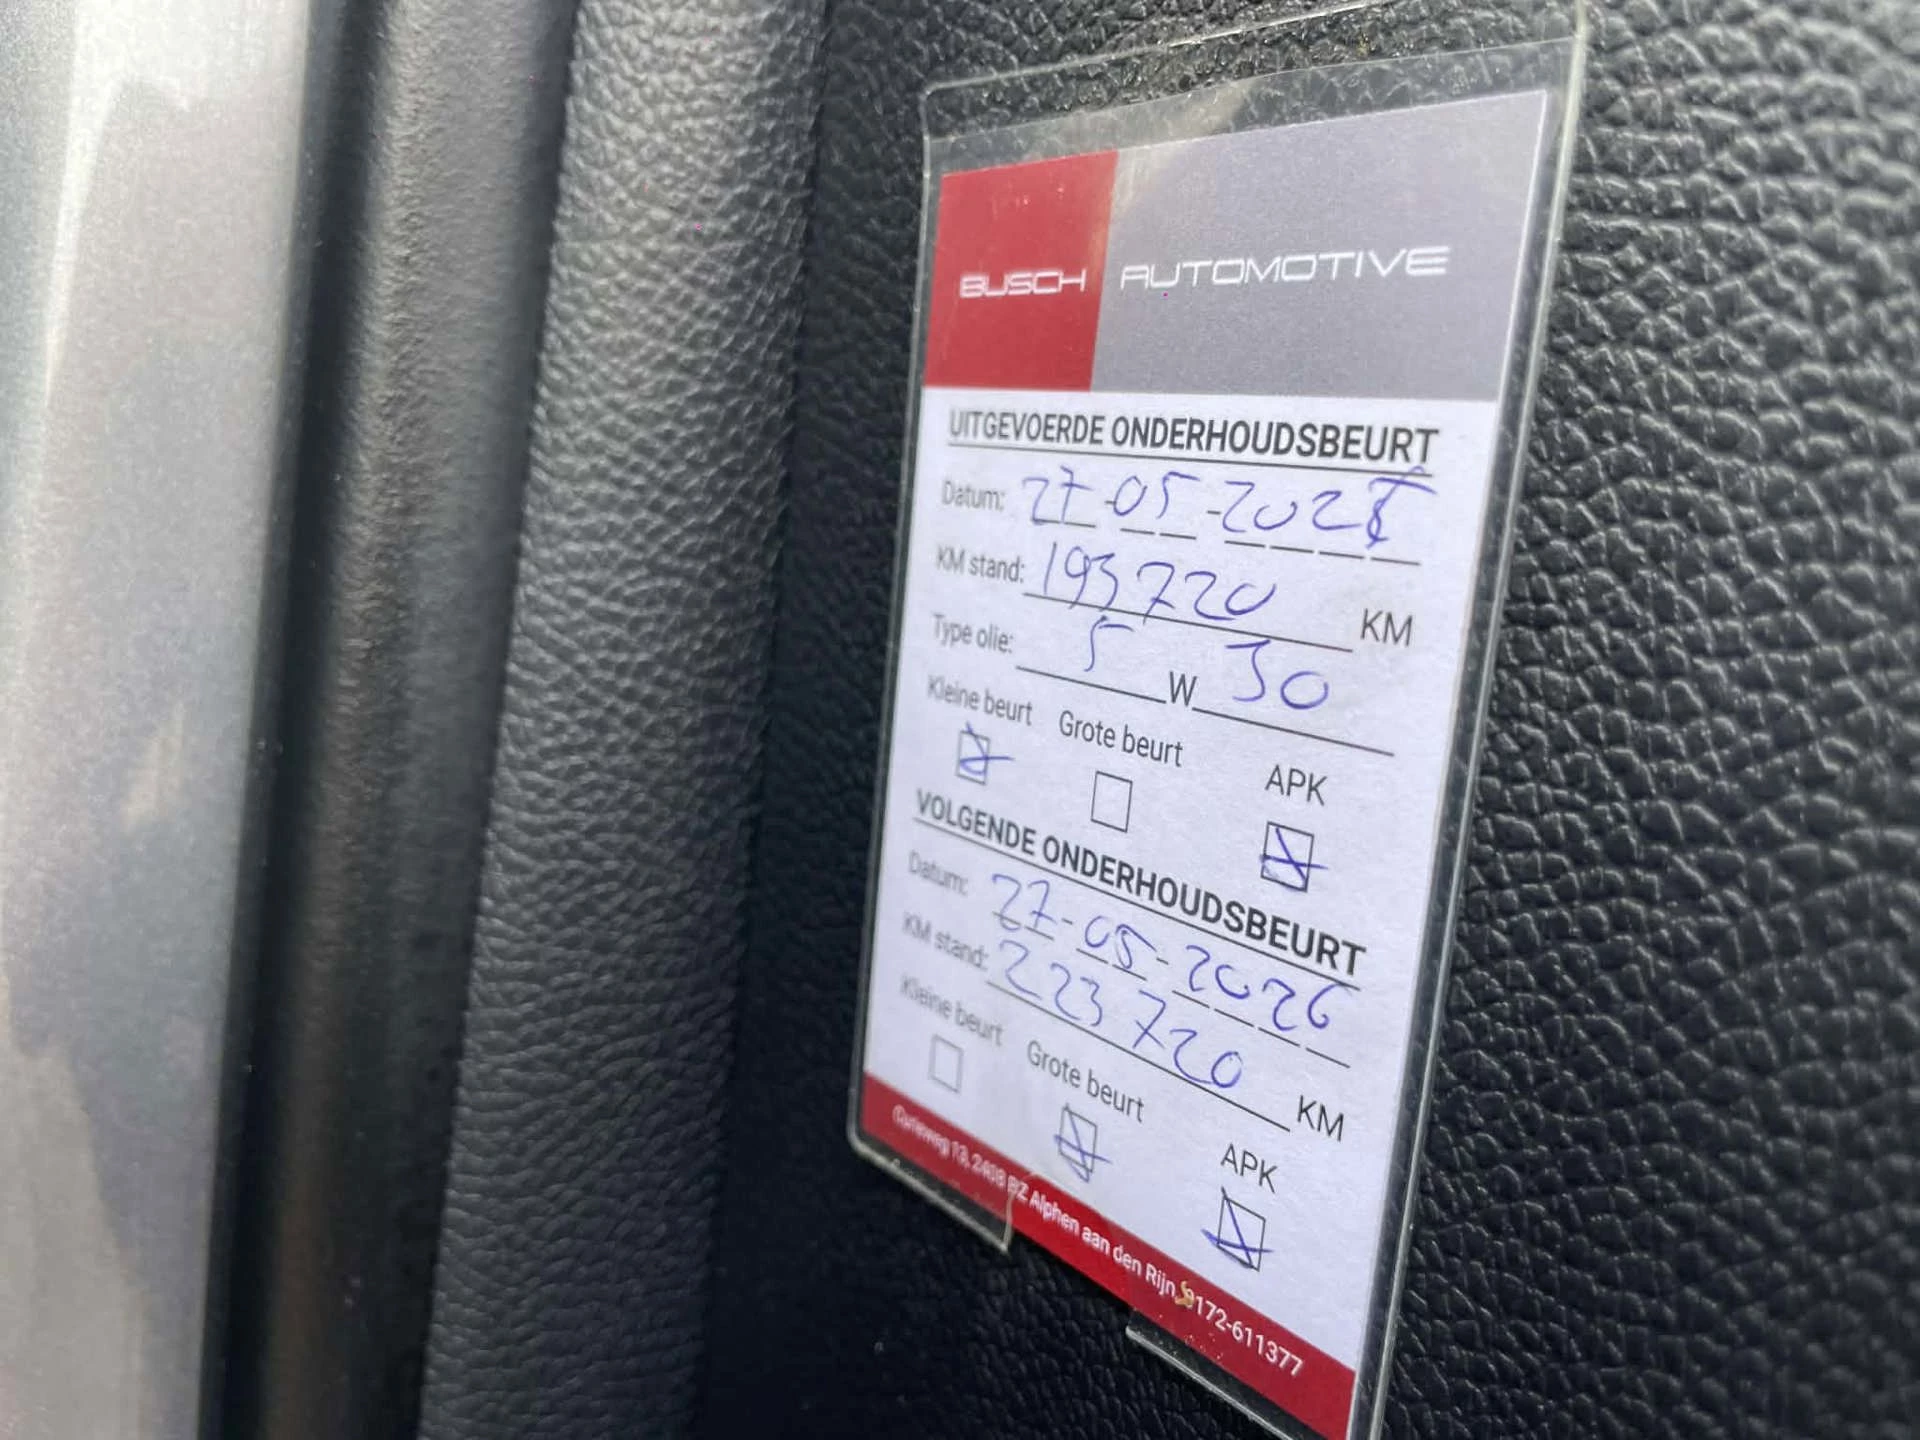 BUSCH AUTOMOTIVE
UITGEVOERDE ONDERHOUDSBEURT
Datum: 27-05-2025
KM stand: 193720 KM
Type olie: 5 W 30
Kleine beurt Grote beurt APK
VOLGENDE ONDERHOUDSBEURT
Datum: 27-05-2026
KM stand: 223720 KM
Kleine beurt Grote beurt APK
13, 2408 BZ Alphen aan den Rijn, 0172-611377